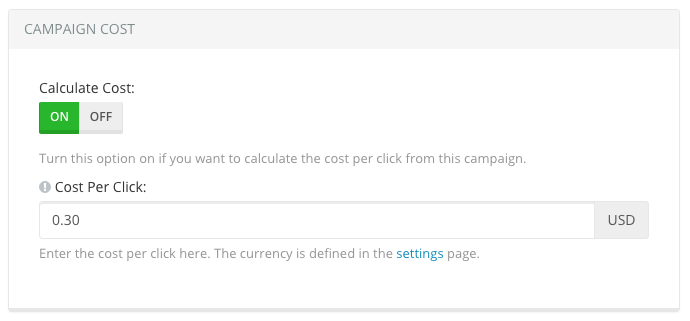 CAMPAIGN COST
Calculate Cost:
ON OFF
Turn this option on if you want to calculate the cost per click from this campaign.
Cost Per Click:
0.30 USD
Enter the cost per click here. The currency is defined in the settings page.